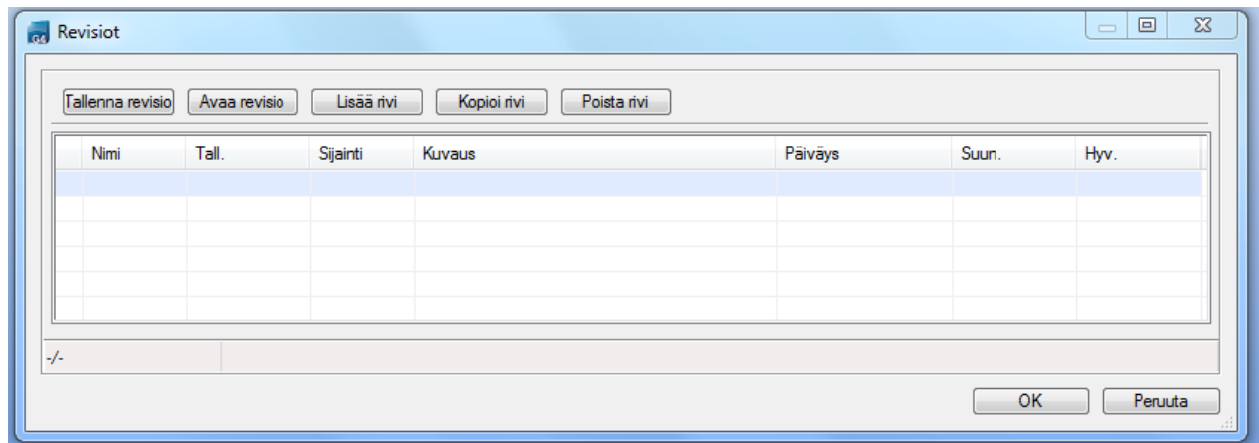 G4 Revisiot
Tallenna revisio Avaa revisio Lisää rivi Kopioi rivi Poista rivi
Nimi Tall. Sijainti Kuvaus Päiväys Suun. Hyv.
-/-
OK Peruuta